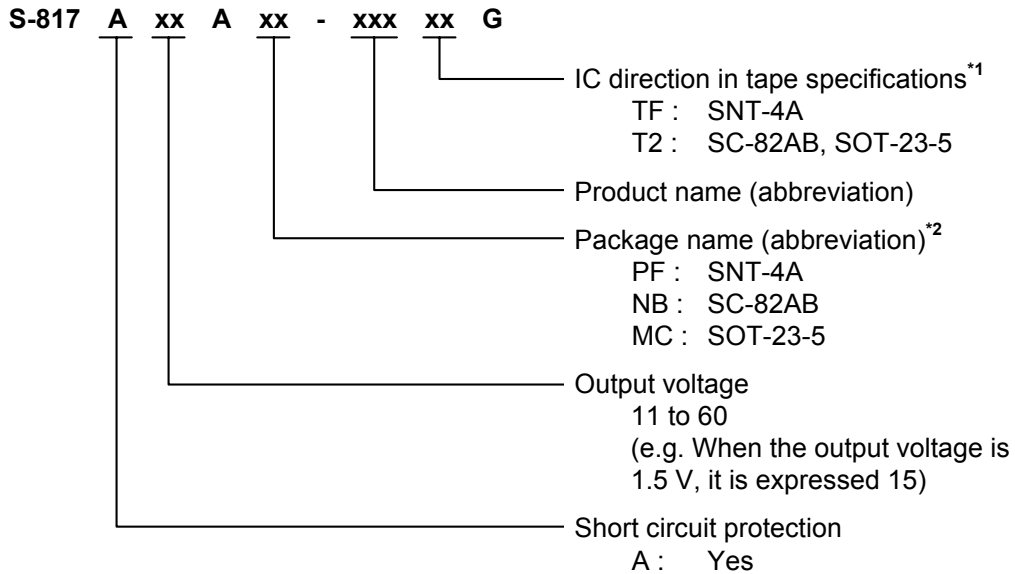 S-817 A xx A xx - xxx xx G
IC direction in tape specifications*1
TF : SNT-4A
T2 : SC-82AB, SOT-23-5
Product name (abbreviation)
Package name (abbreviation)*2
PF : SNT-4A
NB : SC-82AB
MC : SOT-23-5
Output voltage
11 to 60
(e.g. When the output voltage is
1.5 V, it is expressed 15)
Short circuit protection
A : Yes